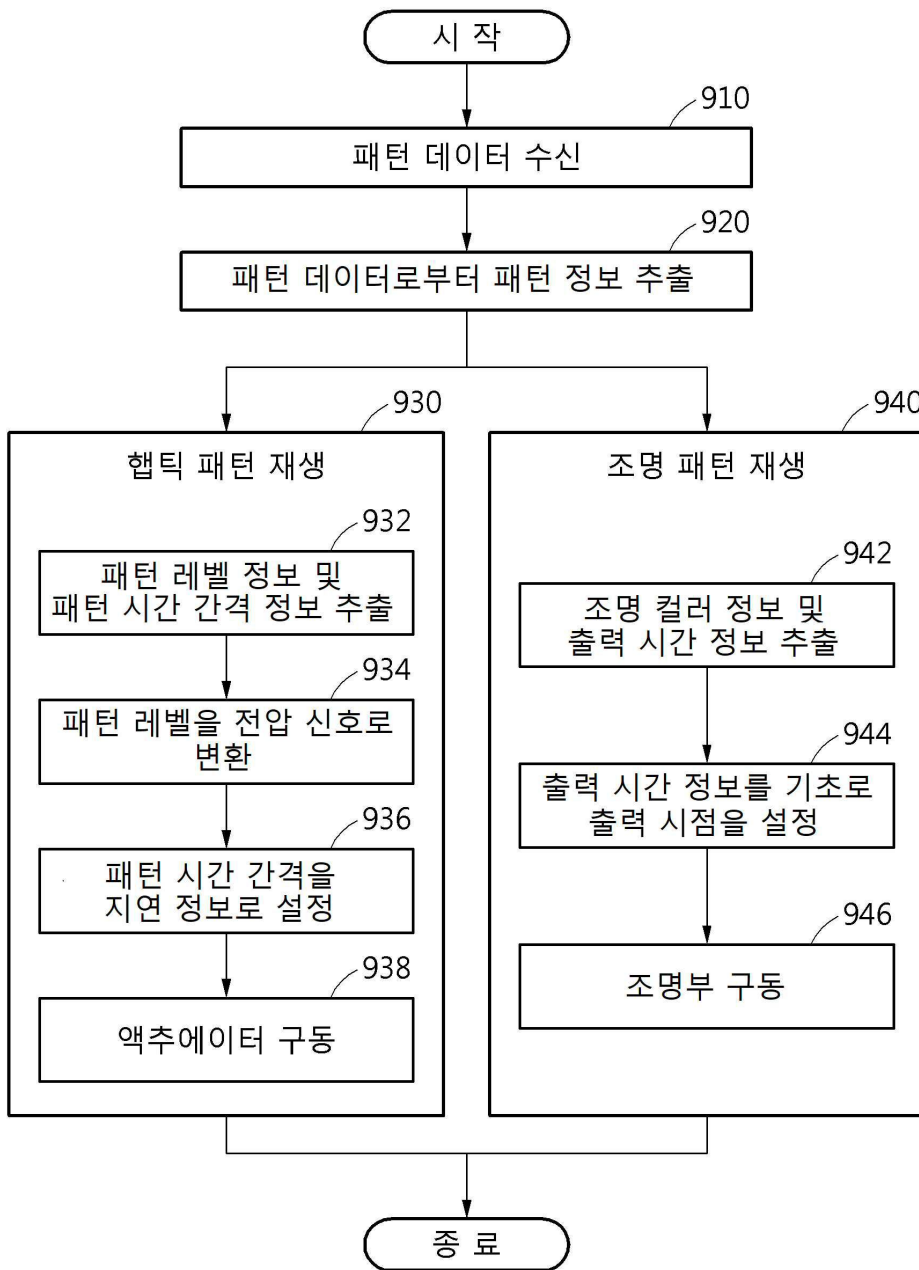 시 작
910
패턴 데이터 수신
920
패턴 데이터로부터 패턴 정보 추출
930
햅틱 패턴 재생
932
패턴 레벨 정보 및
패턴 시간 간격 정보 추출
934
패턴 레벨을 전압 신호로
변환
936
패턴 시간 간격을
지연 정보로 설정
938
액추에이터 구동
940
조명 패턴 재생
942
조명 컬러 정보 및
출력 시간 정보 추출
944
출력 시간 정보를 기초로
출력 시점을 설정
946
조명부 구동
종 료